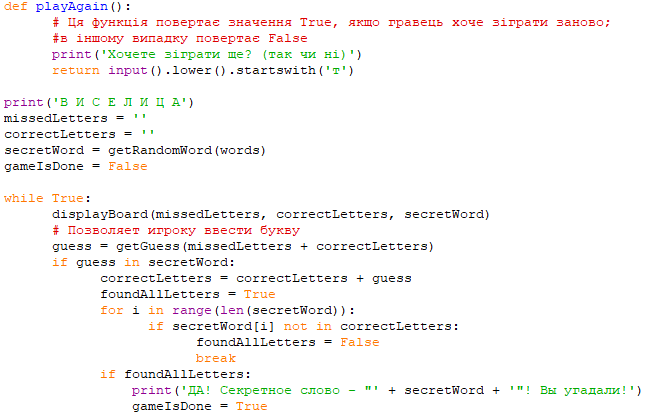 def playAgain():
# Ця функція повертає значення True, якщо гравець хоче зіграти заново;
#в іншому випадку повертає False
print('Хочете зіграти ще? (так чи ні)')
return input().lower().startswith('т')
print('В И С Е Л И Ц А')
missedLetters = ''
correctLetters = ''
secretWord = getRandomWord(words)
gameIsDone = False
while True:
displayBoard(missedLetters, correctLetters, secretWord)
# Позволяет игроку ввести букву
guess = getGuess(missedLetters + correctLetters)
if guess in secretWord:
correctLetters = correctLetters + guess
foundAllLetters = True
for i in range(len(secretWord)):
if secretWord[i] not in correctLetters:
foundAllLetters = False
break
if foundAllLetters:
print('ДА! Секретное слово - "' + secretWord + '"! Вы угадали!')
gameIsDone = True